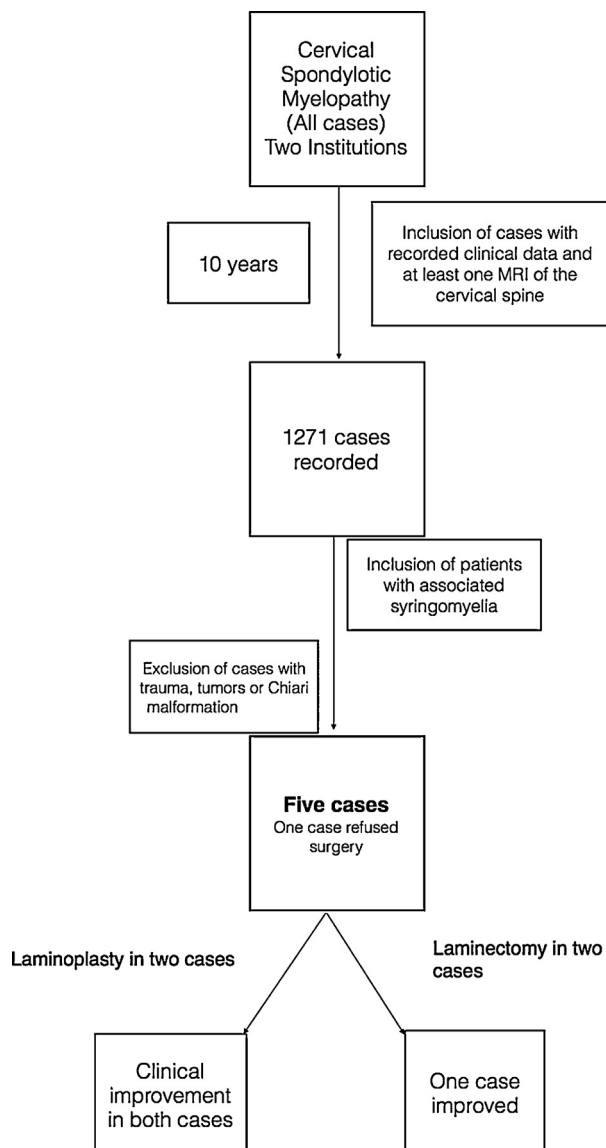 Cervical
Spondylotic
Myelopathy
(All cases)
Two Institutions
10 years
Inclusion of cases with
recorded clinical data and
at least one MRI of the
cervical spine
1271 cases
recorded
Inclusion of patients
with associated
syringomyelia
Exclusion of cases with
trauma, tumors or Chiari
malformation
Five cases
One case refused
surgery
Laminoplasty in two cases
Laminectomy in two
cases
Clinical
improvement
in both cases
One case
improved